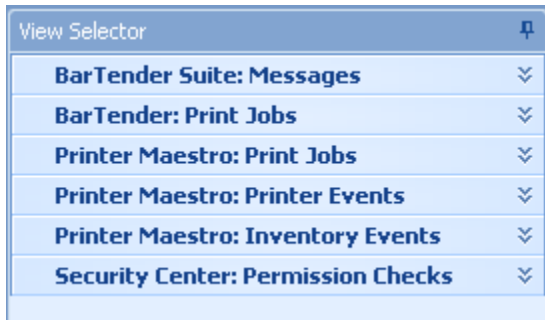 View Selector
BarTender Suite: Messages
BarTender: Print Jobs
Printer Maestro: Print Jobs
Printer Maestro: Printer Events
Printer Maestro: Inventory Events
Security Center: Permission Checks